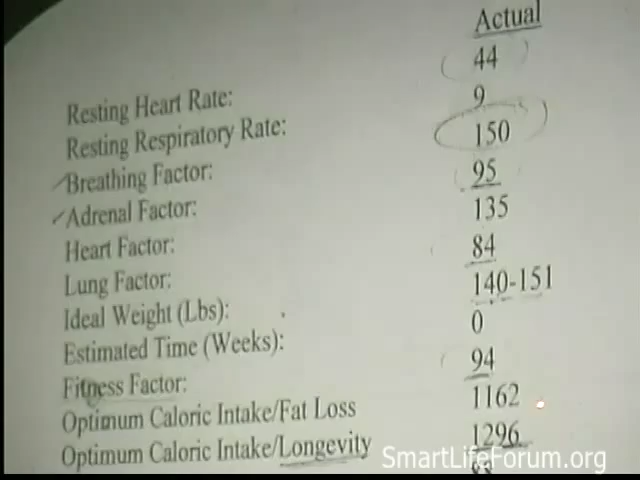 Actual
Resting Heart Rate: 44
Resting Respiratory Rate: 9
Breathing Factor: 150
Adrenal Factor: 95
Heart Factor: 135
Lung Factor: 84
Ideal Weight (Lbs): 140-151
Estimated Time (Weeks): 0
Fitness Factor: 94
Optimum Caloric Intake/Fat Loss 1162
Optimum Caloric Intake/Longevity 1296
SmartLifeForum.org